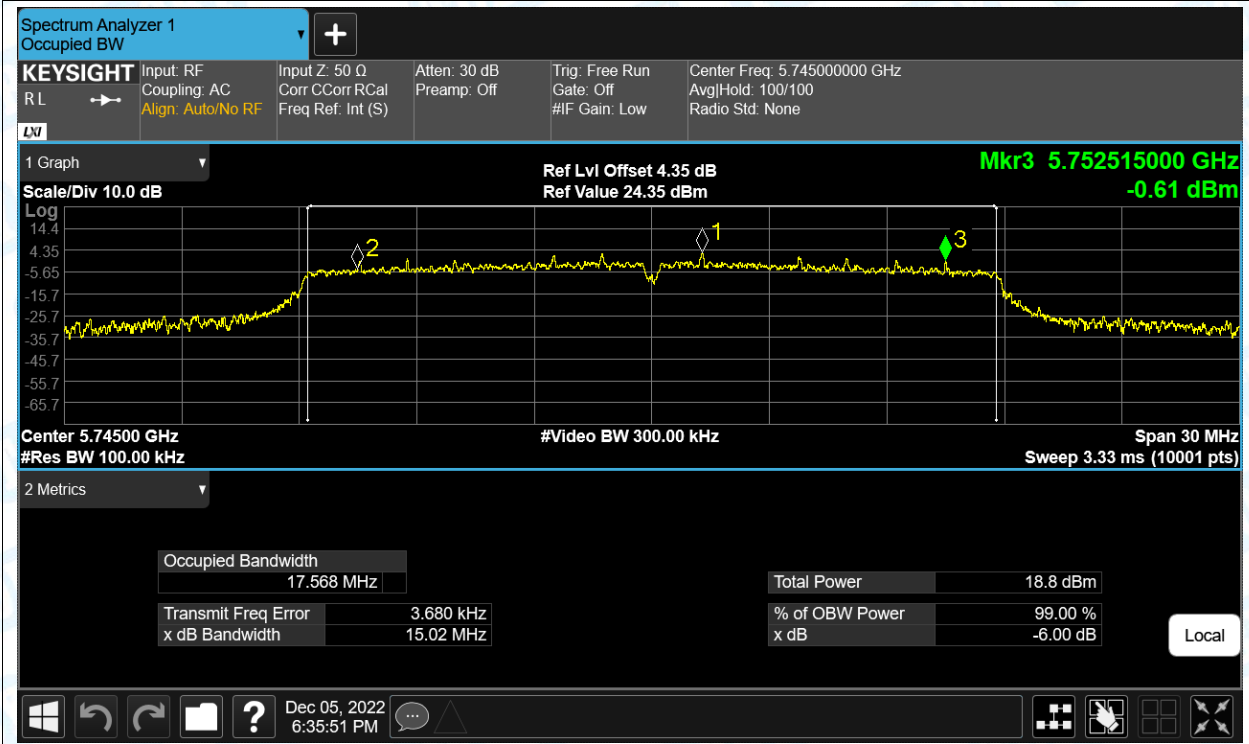 Spectrum Analyzer 1
Occupied BW
▼
+
KEYSIGHT
R L
LXI
Input: RF
Coupling: AC
Align: Auto/No RF
Input Z: 50 Ω
Corr CCorr RCal
Freq Ref: Int (S)
Atten: 30 dB
Preamp: Off
Trig: Free Run
Gate: Off
#IF Gain: Low
Center Freq: 5.745000000 GHz
Avg|Hold: 100/100
Radio Std: None
1 Graph ▼
Scale/Div 10.0 dB
Ref Lvl Offset 4.35 dB
Ref Value 24.35 dBm
Mkr3 5.752515000 GHz
-0.61 dBm
Log
14.4
4.35
-5.65
-15.7
-25.7
-35.7
-45.7
-55.7
-65.7
2
1
3
Center 5.74500 GHz
#Res BW 100.00 kHz
#Video BW 300.00 kHz
Span 30 MHz
Sweep 3.33 ms (10001 pts)
2 Metrics ▼
Occupied Bandwidth
17.568 MHz
Transmit Freq Error 3.680 kHz
x dB Bandwidth 15.02 MHz
Total Power 18.8 dBm
% of OBW Power 99.00 %
x dB -6.00 dB
Local
?
Dec 05, 2022
6:35:51 PM